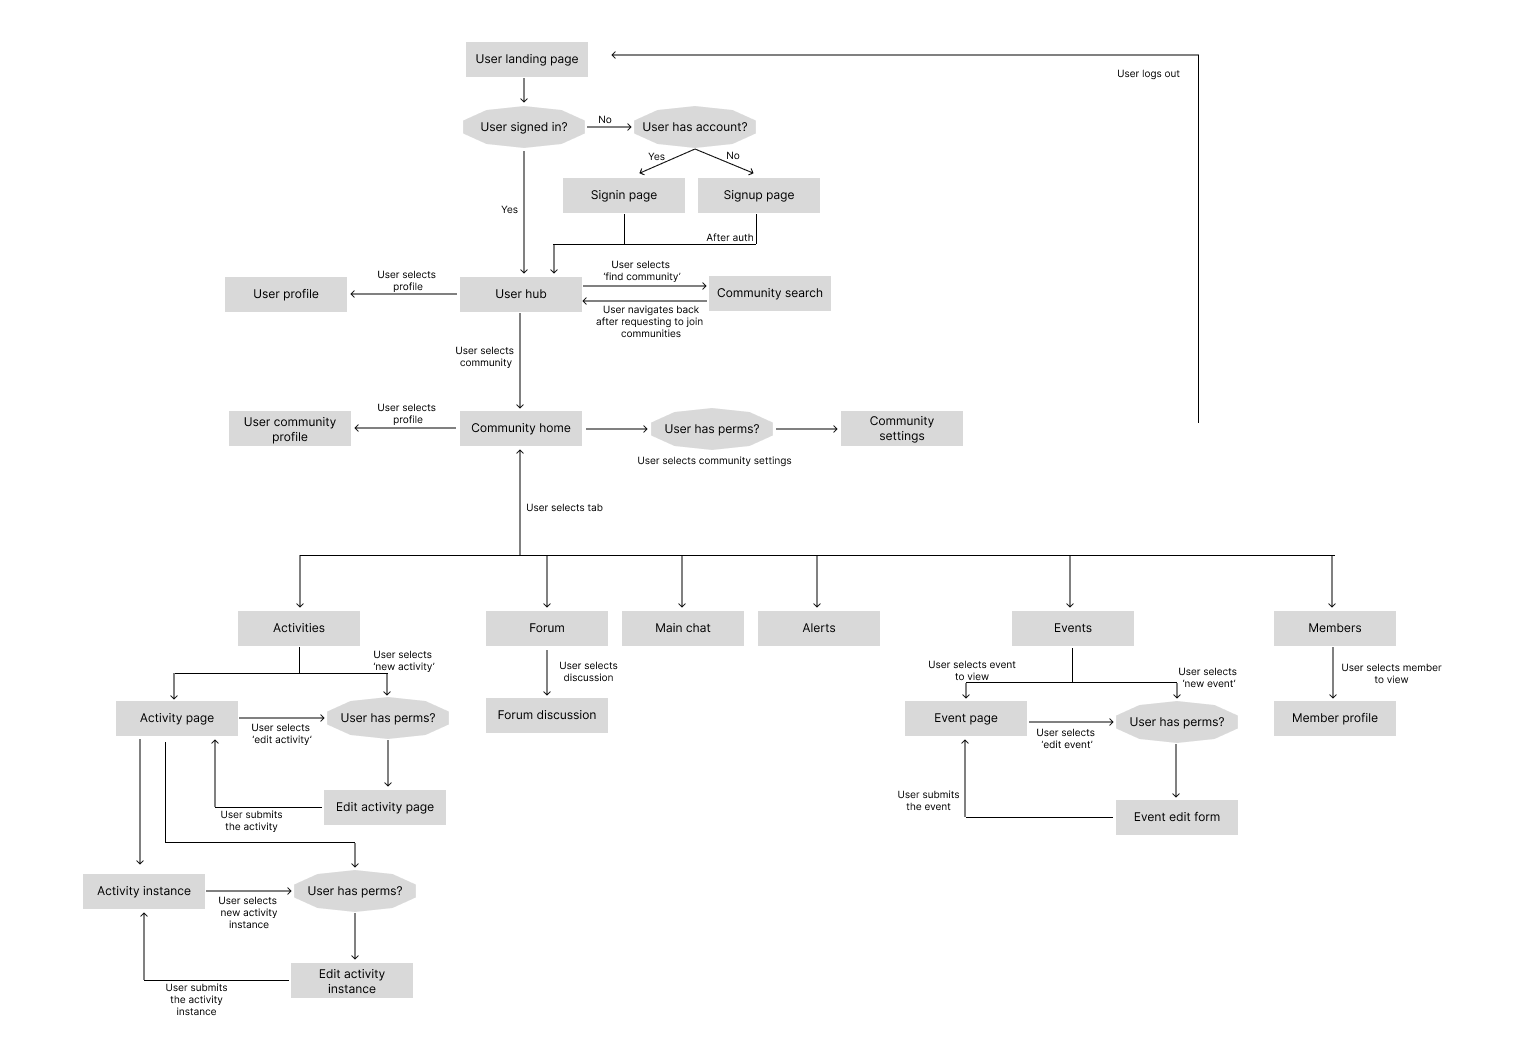 User landing page
User logs out
User signed in?
No
User has account?
Yes
No
Signin page
Signup page
Yes
After auth
User selects
profile
User selects
‘find community’
User profile
User hub
Community search
User navigates back
after requesting to join
communities
User selects
community
User selects
profile
User community
profile
Community home
User has perms?
Community
settings
User selects community settings
User selects tab
Activities
Forum
Main chat
Alerts
Events
Members
User selects
‘new activity’
User selects
discussion
User selects event
to view
User selects
‘new event’
User selects member
to view
Activity page
User has perms?
Forum discussion
Event page
User has perms?
Member profile
User selects
‘edit activity’
User selects
‘edit event’
Edit activity page
User submits
the activity
User submits
the event
Event edit form
Activity instance
User has perms?
User selects
new activity
instance
Edit activity
instance
User submits
the activity
instance